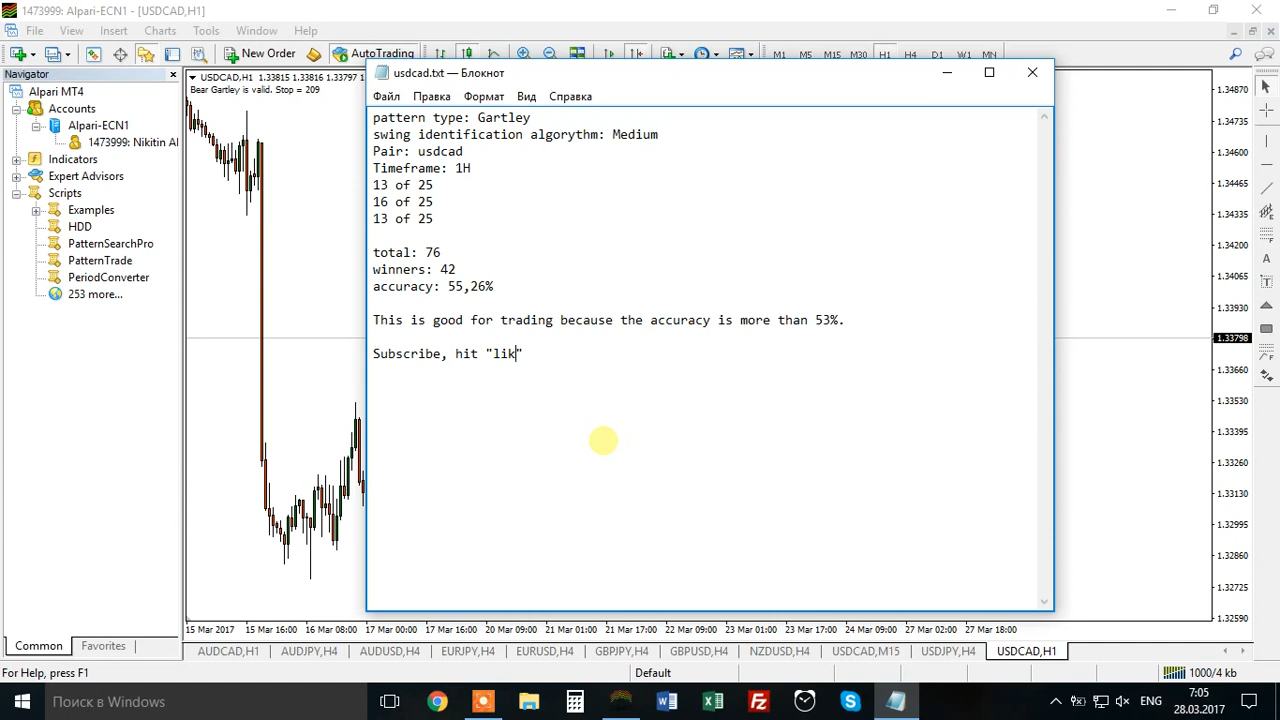 1473999: Alpari-ECN1 - [USDCAD,H1]
File View Insert Charts Tools Window Help
New Order AutoTrading M1 M5 M15 M30 H1 H4 D1 W1 MN
Navigator
Alpari MT4
Accounts
Alpari-ECN1
1473999: Nikitin Al
Indicators
Expert Advisors
Scripts
Examples
HDD
PatternSearchPro
PatternTrade
PeriodConverter
253 more...
Common Favorites
USDCAD,H1 1.33815 1.33816 1.33797
Bear Gartley is valid. Stop = 209
usdcad.txt — Блокнот
Файл Правка Формат Вид Справка
pattern type: Gartley
swing identification algorythm: Medium
Pair: usdcad
Timeframe: 1H
13 of 25
16 of 25
13 of 25
total: 76
winners: 42
accuracy: 55,26%
This is good for trading because the accuracy is more than 53%.
Subscribe, hit "lik"
1.34870
1.34735
1.34600
1.34465
1.34335
1.34200
1.34065
1.33930
1.33798
1.33660
1.33530
1.33395
1.33260
1.33130
1.32995
1.32860
1.32725
1.32590
15 Mar 2017 15 Mar 16:00 16 Mar 08:00 17 Mar 00:00 17 Mar 16:00 20 Mar 09:00 21 Mar 01:00 21 Mar 17:00 22 Mar 09:00 23 Mar 01:00 23 Mar 17:00 24 Mar 09:00 27 Mar 02:00 27 Mar 18:00
USDCAD,H1 AUDJPY,H4 AUDUSD,H4 EURJPY,H4 EURUSD,H4 GBPJPY,H4 GBPUSD,H4 NZDUSD,H4 USDCAD,M15 USDJPY,H4 USDCAD,H1
For Help, press F1 Default 1000/4 kb
Поиск в Windows
ENG
7:05
28.03.2017